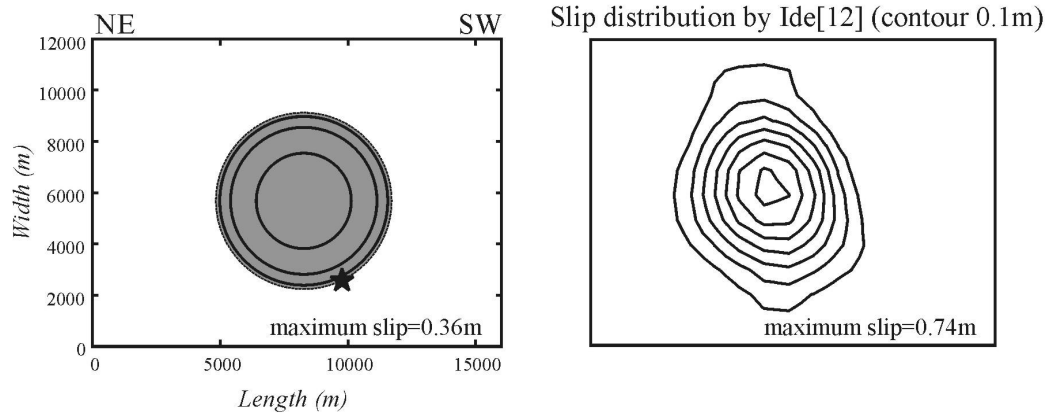 Slip distribution by Ide[12] (contour 0.1m)
NE SW
12000
10000
8000
6000
4000
2000
0
Width (m)
maximum slip=0.36m
0 5000 10000 15000
Length (m)
maximum slip=0.74m